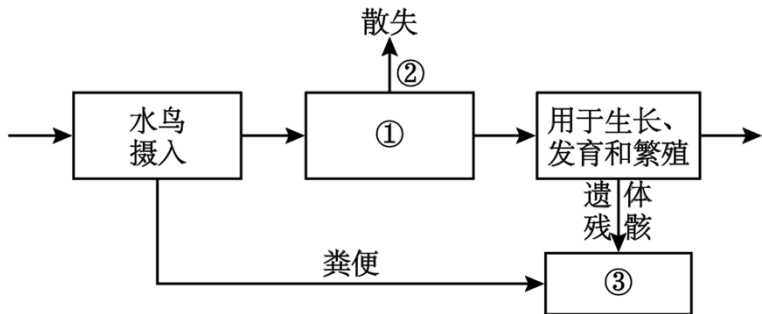 散失
②
水鸟
摄入
①
用于生长、
发育和繁殖
遗体
残骸
粪便
③